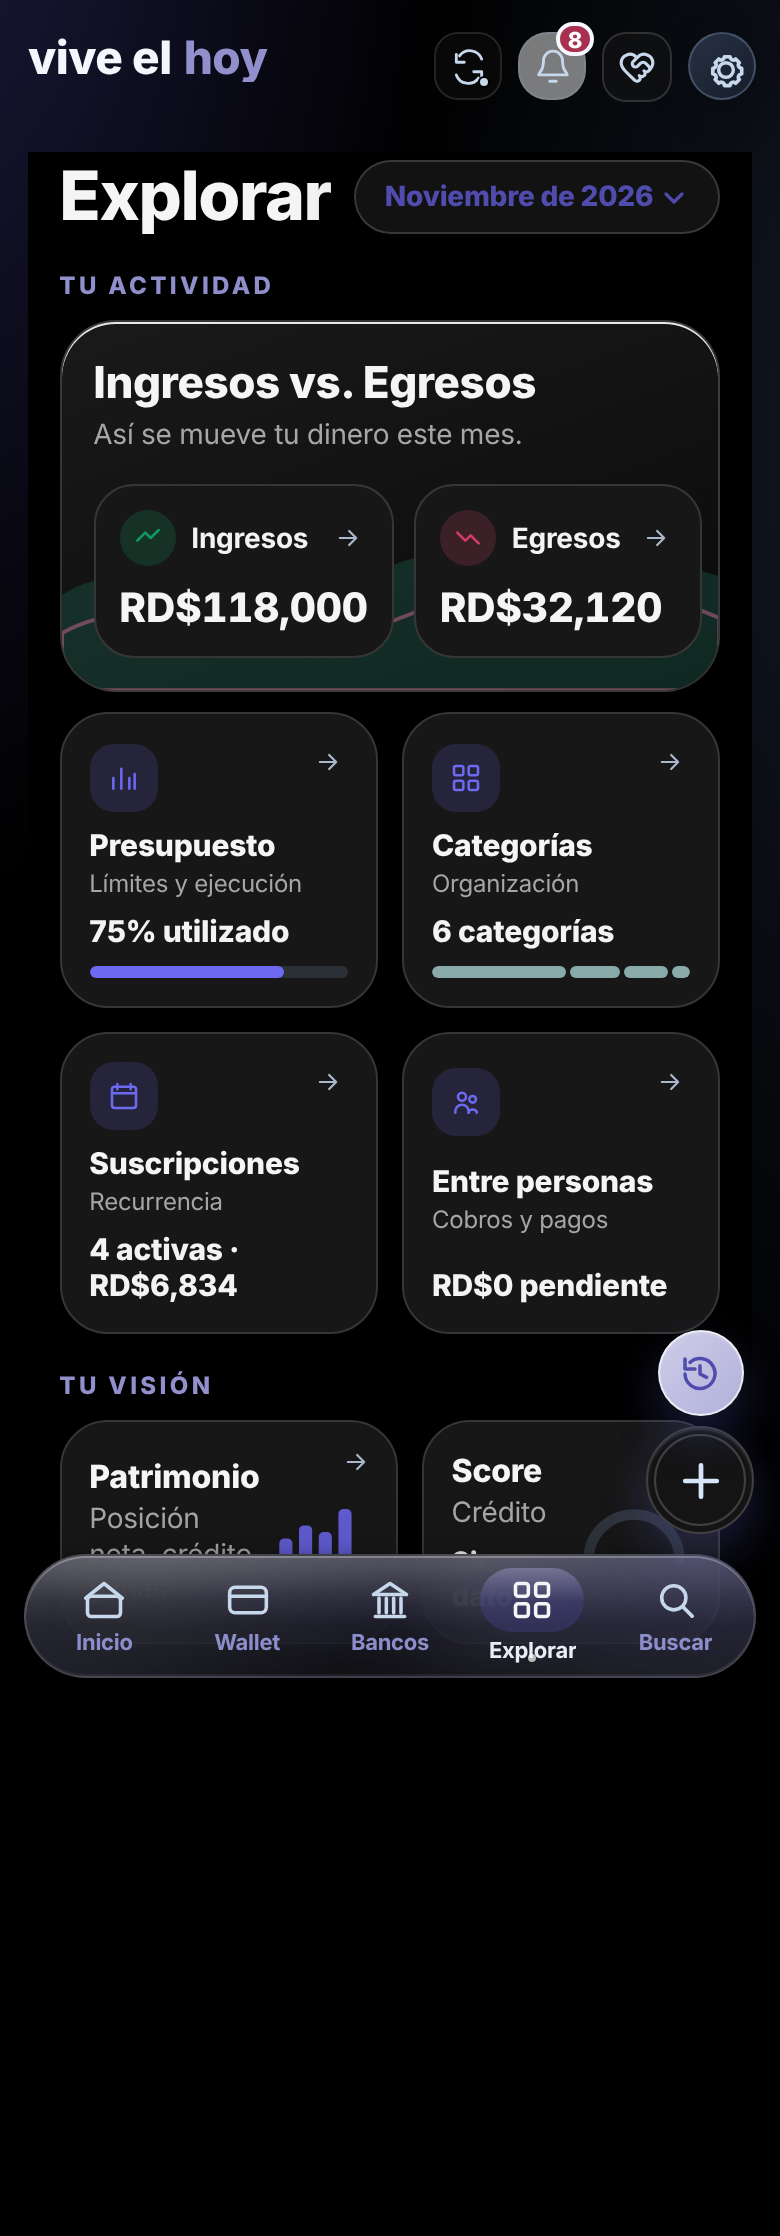 vive el hoy
8
Explorar
Noviembre de 2026
TU ACTIVIDAD
Ingresos vs. Egresos
Así se mueve tu dinero este mes.
Ingresos
RD$118,000
Egresos
RD$32,120
Presupuesto
Límites y ejecución
75% utilizado
Categorías
Organización
6 categorías
Suscripciones
Recurrencia
4 activas ·
RD$6,834
Entre personas
Cobros y pagos
RD$0 pendiente
TU VISIÓN
Patrimonio
Posición
neta, crédito
Score
Crédito
Inicio
Wallet
Bancos
Explorar
Buscar